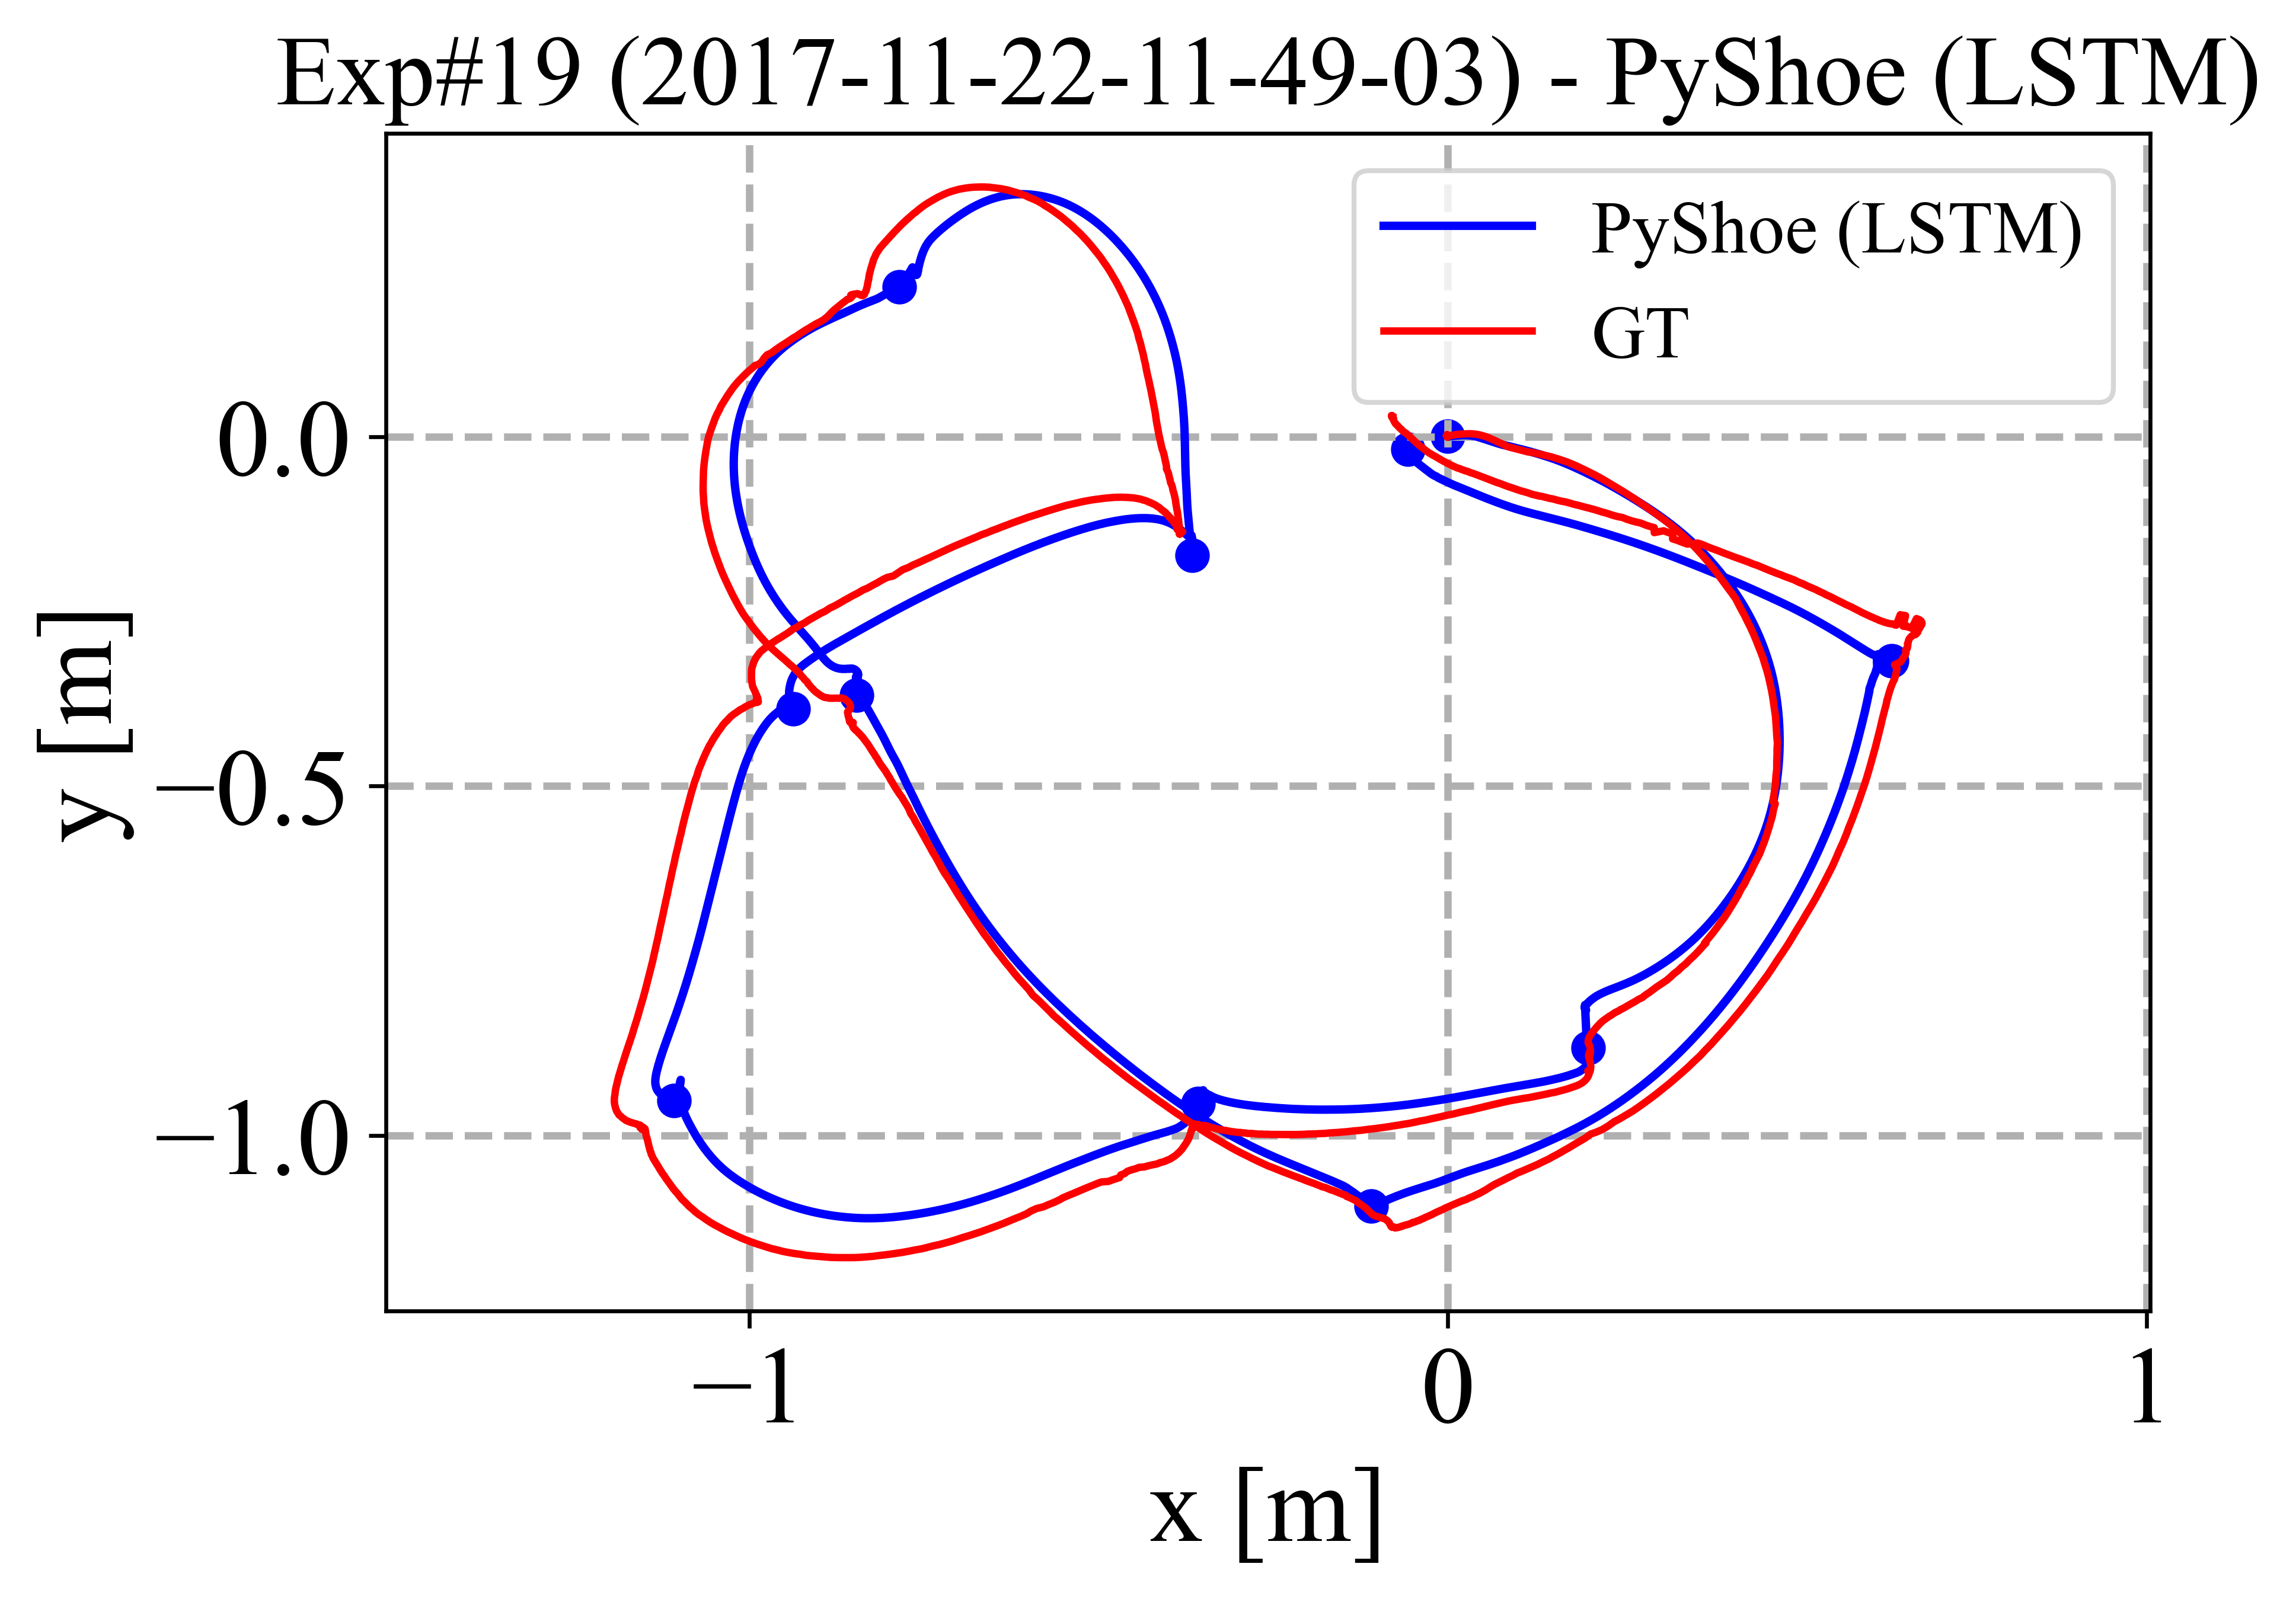 Exp#19 (2017-11-22-11-49-03) - PyShoe (LSTM)
PyShoe (LSTM)
GT
y [m]
0.0
−0.5
−1.0
−1 0 1
x [m]